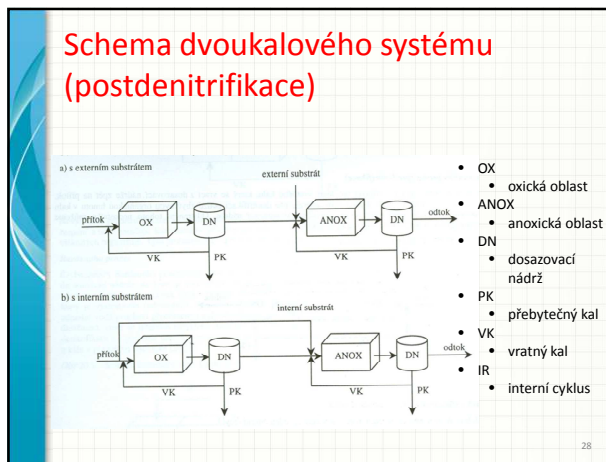 Schema dvoukalového systému
(postdenitrifikace)
a) s externím substrátem
externí substrát
přítok
OX
DN
ANOX
DN
odtok
VK
PK
VK
PK
b) s interním substrátem
interní substrát
přítok
OX
DN
ANOX
DN
odtok
VK
PK
VK
PK
• OX
• oxická oblast
• ANOX
• anoxická oblast
• DN
• dosazovací
nádrž
• PK
• přebytečný kal
• VK
• vratný kal
• IR
• interní cyklus
28